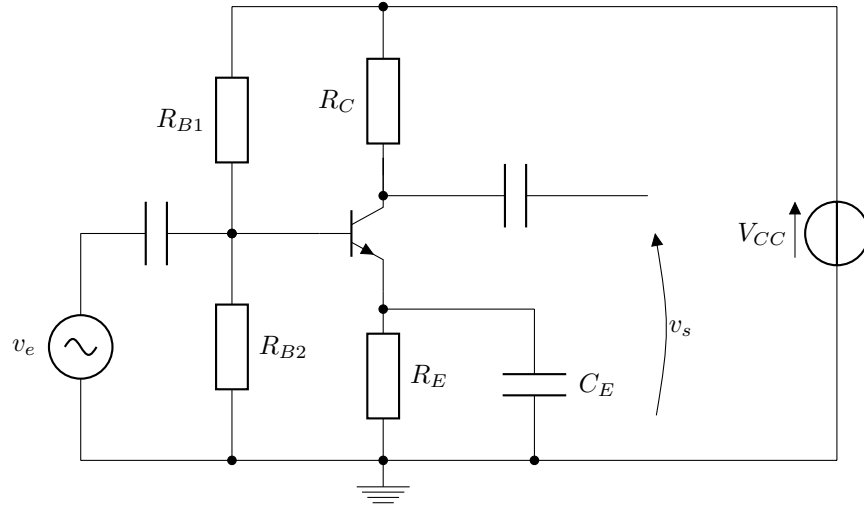 R_C
R_{B1}
V_{CC}
v_e
R_{B2}
R_E
C_E
v_s